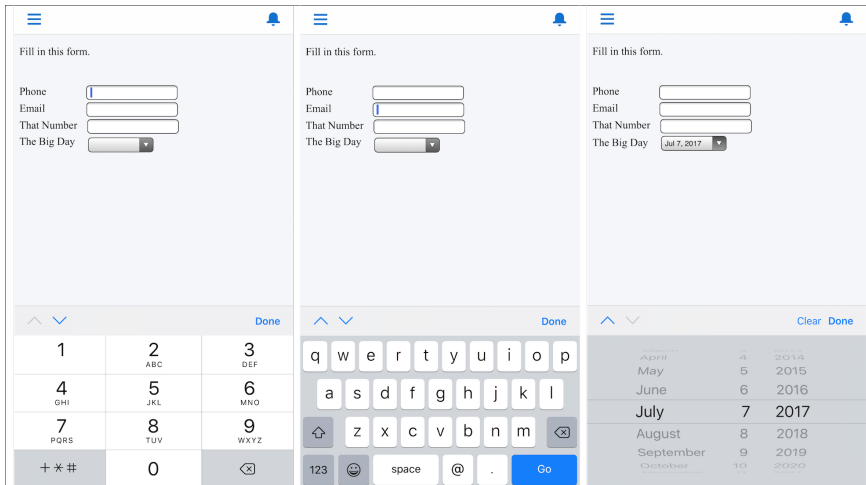 Fill in this form.
Phone
Email
That Number
The Big Day
Done
1 2 3
ABC DEF
4 5 6
GHI JKL MNO
7 8 9
PQRS TUV WXYZ
+*# 0
Fill in this form.
Phone
Email
That Number
The Big Day
Done
q w e r t y u i o p
a s d f g h j k l
z x c v b n m
123 space @ . Go
Fill in this form.
Phone
Email
That Number
The Big Day Jul 7, 2017
Clear Done
April 4 2014
May 5 2015
June 6 2016
July 7 2017
August 8 2018
September 9 2019
October 10 2020